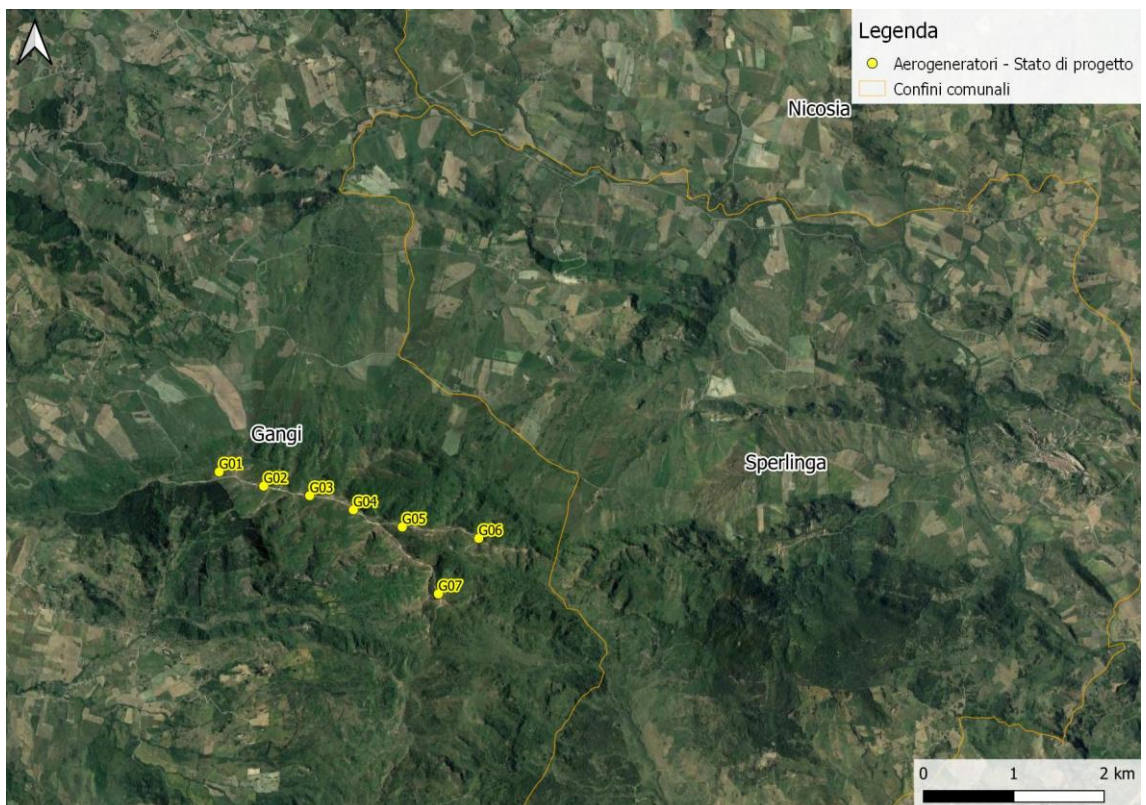 Legenda
Aerogeneratori - Stato di progetto
Confini comunali
Nicosia
Gangi
Sperlinga
G01
G02
G03
G04
G05
G06
G07
0 1 2 km